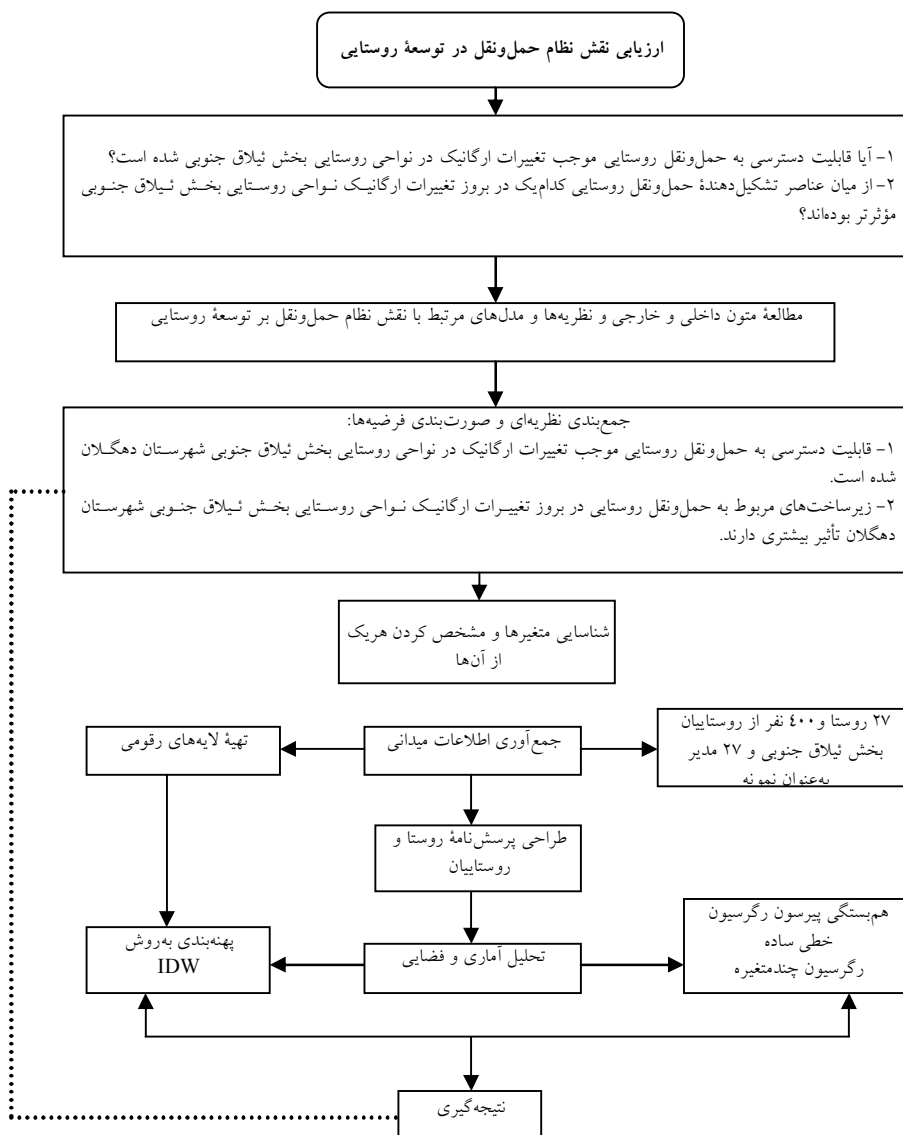 ارزیابی نقش نظام حمل‌ونقل در توسعهٔ روستایی
۱- آیا قابلیت دسترسی به حمل‌ونقل روستایی موجب تغییرات ارگانیک در نواحی روستایی بخش ئیلاق جنوبی شده است؟
۲- از میان عناصر تشکیل‌دهندهٔ حمل‌ونقل روستایی کدام‌یک در بروز تغییرات ارگانیک نواحی روستایی بخش ئیلاق جنوبی
مؤثرتر بوده‌اند؟
مطالعهٔ متون داخلی و خارجی و نظریه‌ها و مدل‌های مرتبط با نقش نظام حمل‌ونقل بر توسعهٔ روستایی
جمع‌بندی نظریه‌ای و صورت‌بندی فرضیه‌ها:
۱- قابلیت دسترسی به حمل‌ونقل روستایی موجب تغییرات ارگانیک در نواحی روستایی بخش ئیلاق جنوبی شهرستان دهگلان
شده است.
۲- زیرساخت‌های مربوط به حمل‌ونقل روستایی در بروز تغییرات ارگانیک نواحی روستایی بخش ئیلاق جنوبی شهرستان
دهگلان تأثیر بیشتری دارند.
شناسایی متغیرها و مشخص کردن هریک
از آن‌ها
۲۷ روستا و ۴۰۰ نفر از روستاییان
بخش ئیلاق جنوبی و ۲۷ مدیر
به‌عنوان نمونه
جمع‌آوری اطلاعات میدانی
تهیهٔ لایه‌های رقومی
طراحی پرسش‌نامهٔ روستا و
روستاییان
هم‌بستگی پیرسون رگرسیون
خطی ساده
رگرسیون چندمتغیره
تحلیل آماری و فضایی
پهنه‌بندی به‌روش
IDW
نتیجه‌گیری